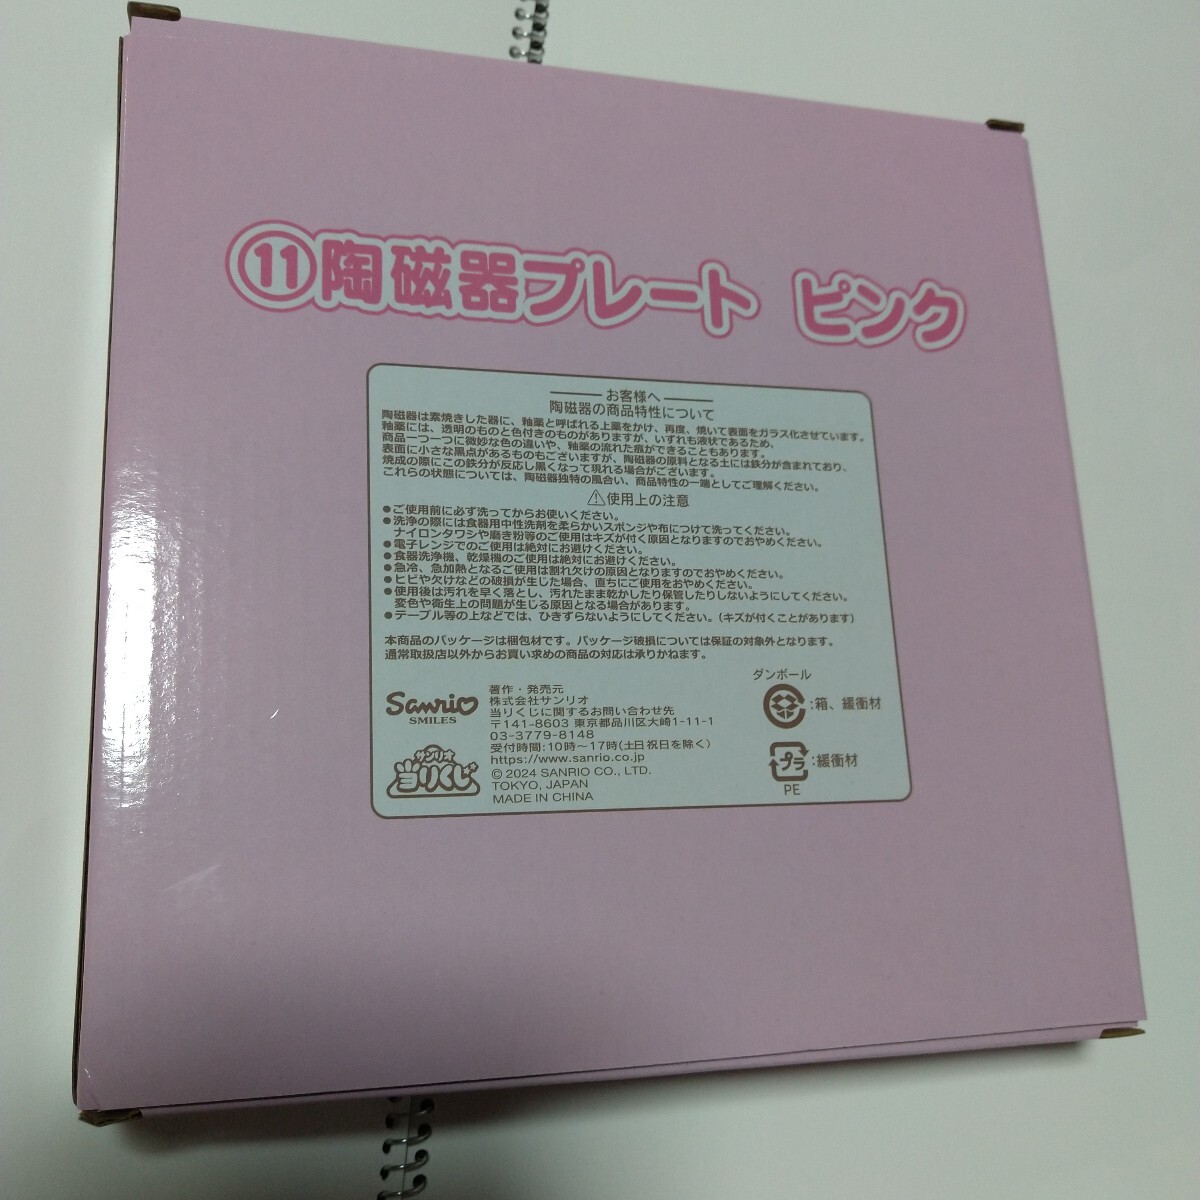 ⑪陶磁器プレート ピンク
お客様へ
陶磁器の商品特性について
陶磁器は素焼きした器に、釉薬と呼ばれる上薬をかけ、再度、焼いて表面をガラス化させています。
釉薬には、透明のものと色付きのものがありますが、いずれも液状であるため、
商品一つ一つに微妙な色の違いや、釉薬の流れた痕ができることもあります。
表面に小さな黒点があるものもございますが、陶磁器の原料となる土には鉄分が含まれており、
焼成の際にこの鉄分が反応し黒くなって現れる場合がございます。
これらの状態については、陶磁器独特の風合い、商品特性の一端としてご理解ください。
⚠使用上の注意
●ご使用前に必ず洗ってからお使いください。
●洗浄の際には食器用中性洗剤を柔らかいスポンジや布につけて洗ってください。
ナイロンタワシや磨き粉等のご使用はキズが付く原因となりますのでおやめください。
●電子レンジでのご使用は絶対にお避けください。
●食器洗浄機、乾燥機のご使用は絶対にお避けください。
●急冷、急加熱となるご使用は割れ欠けの原因となりますのでおやめください。
●ヒビや欠けなどの破損が生じた場合、直ちにご使用をおやめください。
●使用後は汚れを早く落とし、汚れたまま乾かしたり保管したりしないようにしてください。
変色や衛生上の問題が生じる原因となる場合があります。
●テーブル等の上などでは、ひきずらないようにしてください。(キズが付くことがあります)
本商品のパッケージは梱包材です。パッケージ破損については保証の対象外となります。
通常取扱店以外からお買い求めの商品の対応は承りかねます。
Sanrio
SMILES
サンリオ
当りくじ
著作・発売元
株式会社サンリオ
当りくじに関するお問い合わせ先
〒141-8603 東京都品川区大崎1-11-1
03-3779-8148
受付時間:10時～17時(土日祝日を除く)
https://www.sanrio.co.jp
© 2024 SANRIO CO., LTD.
TOKYO, JAPAN
MADE IN CHINA
ダンボール
:箱、緩衝材
プラ
:緩衝材
PE